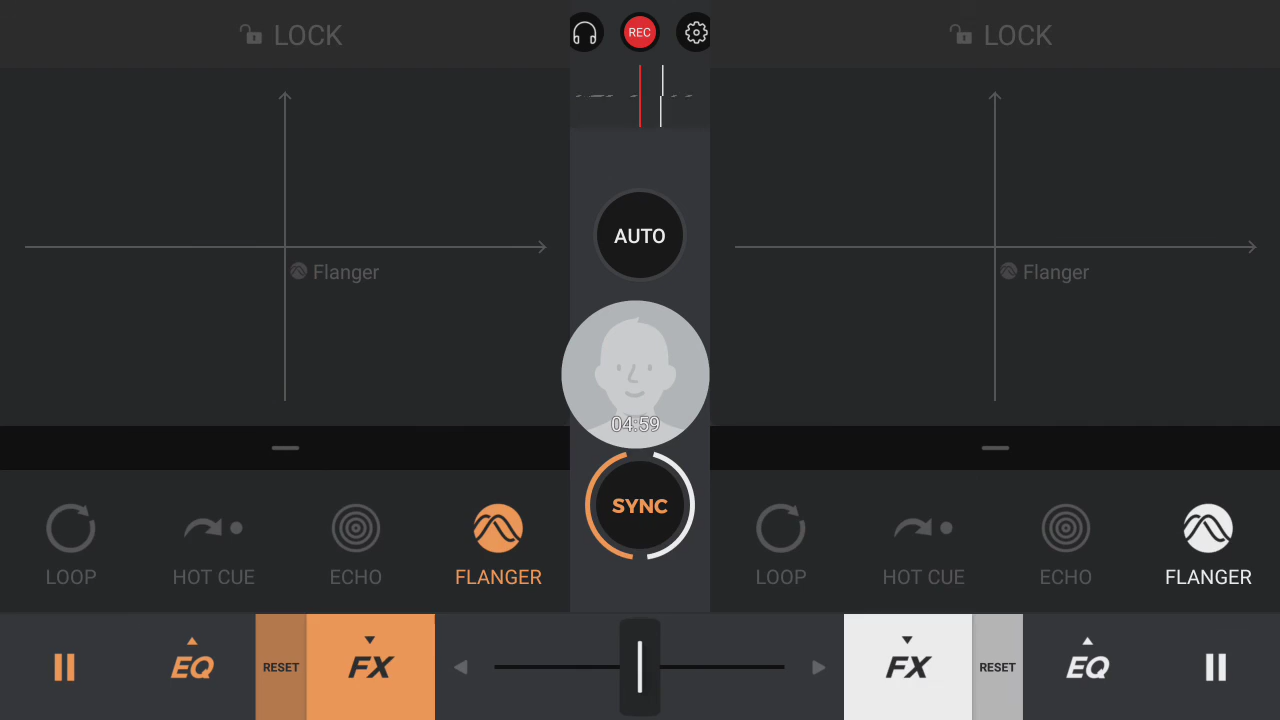 LOCK
REC
LOCK
AUTO
Flanger
Flanger
04:59
SYNC
LOOP
HOT CUE
ECHO
FLANGER
LOOP
HOT CUE
ECHO
FLANGER
EQ
RESET
FX
FX
RESET
EQ